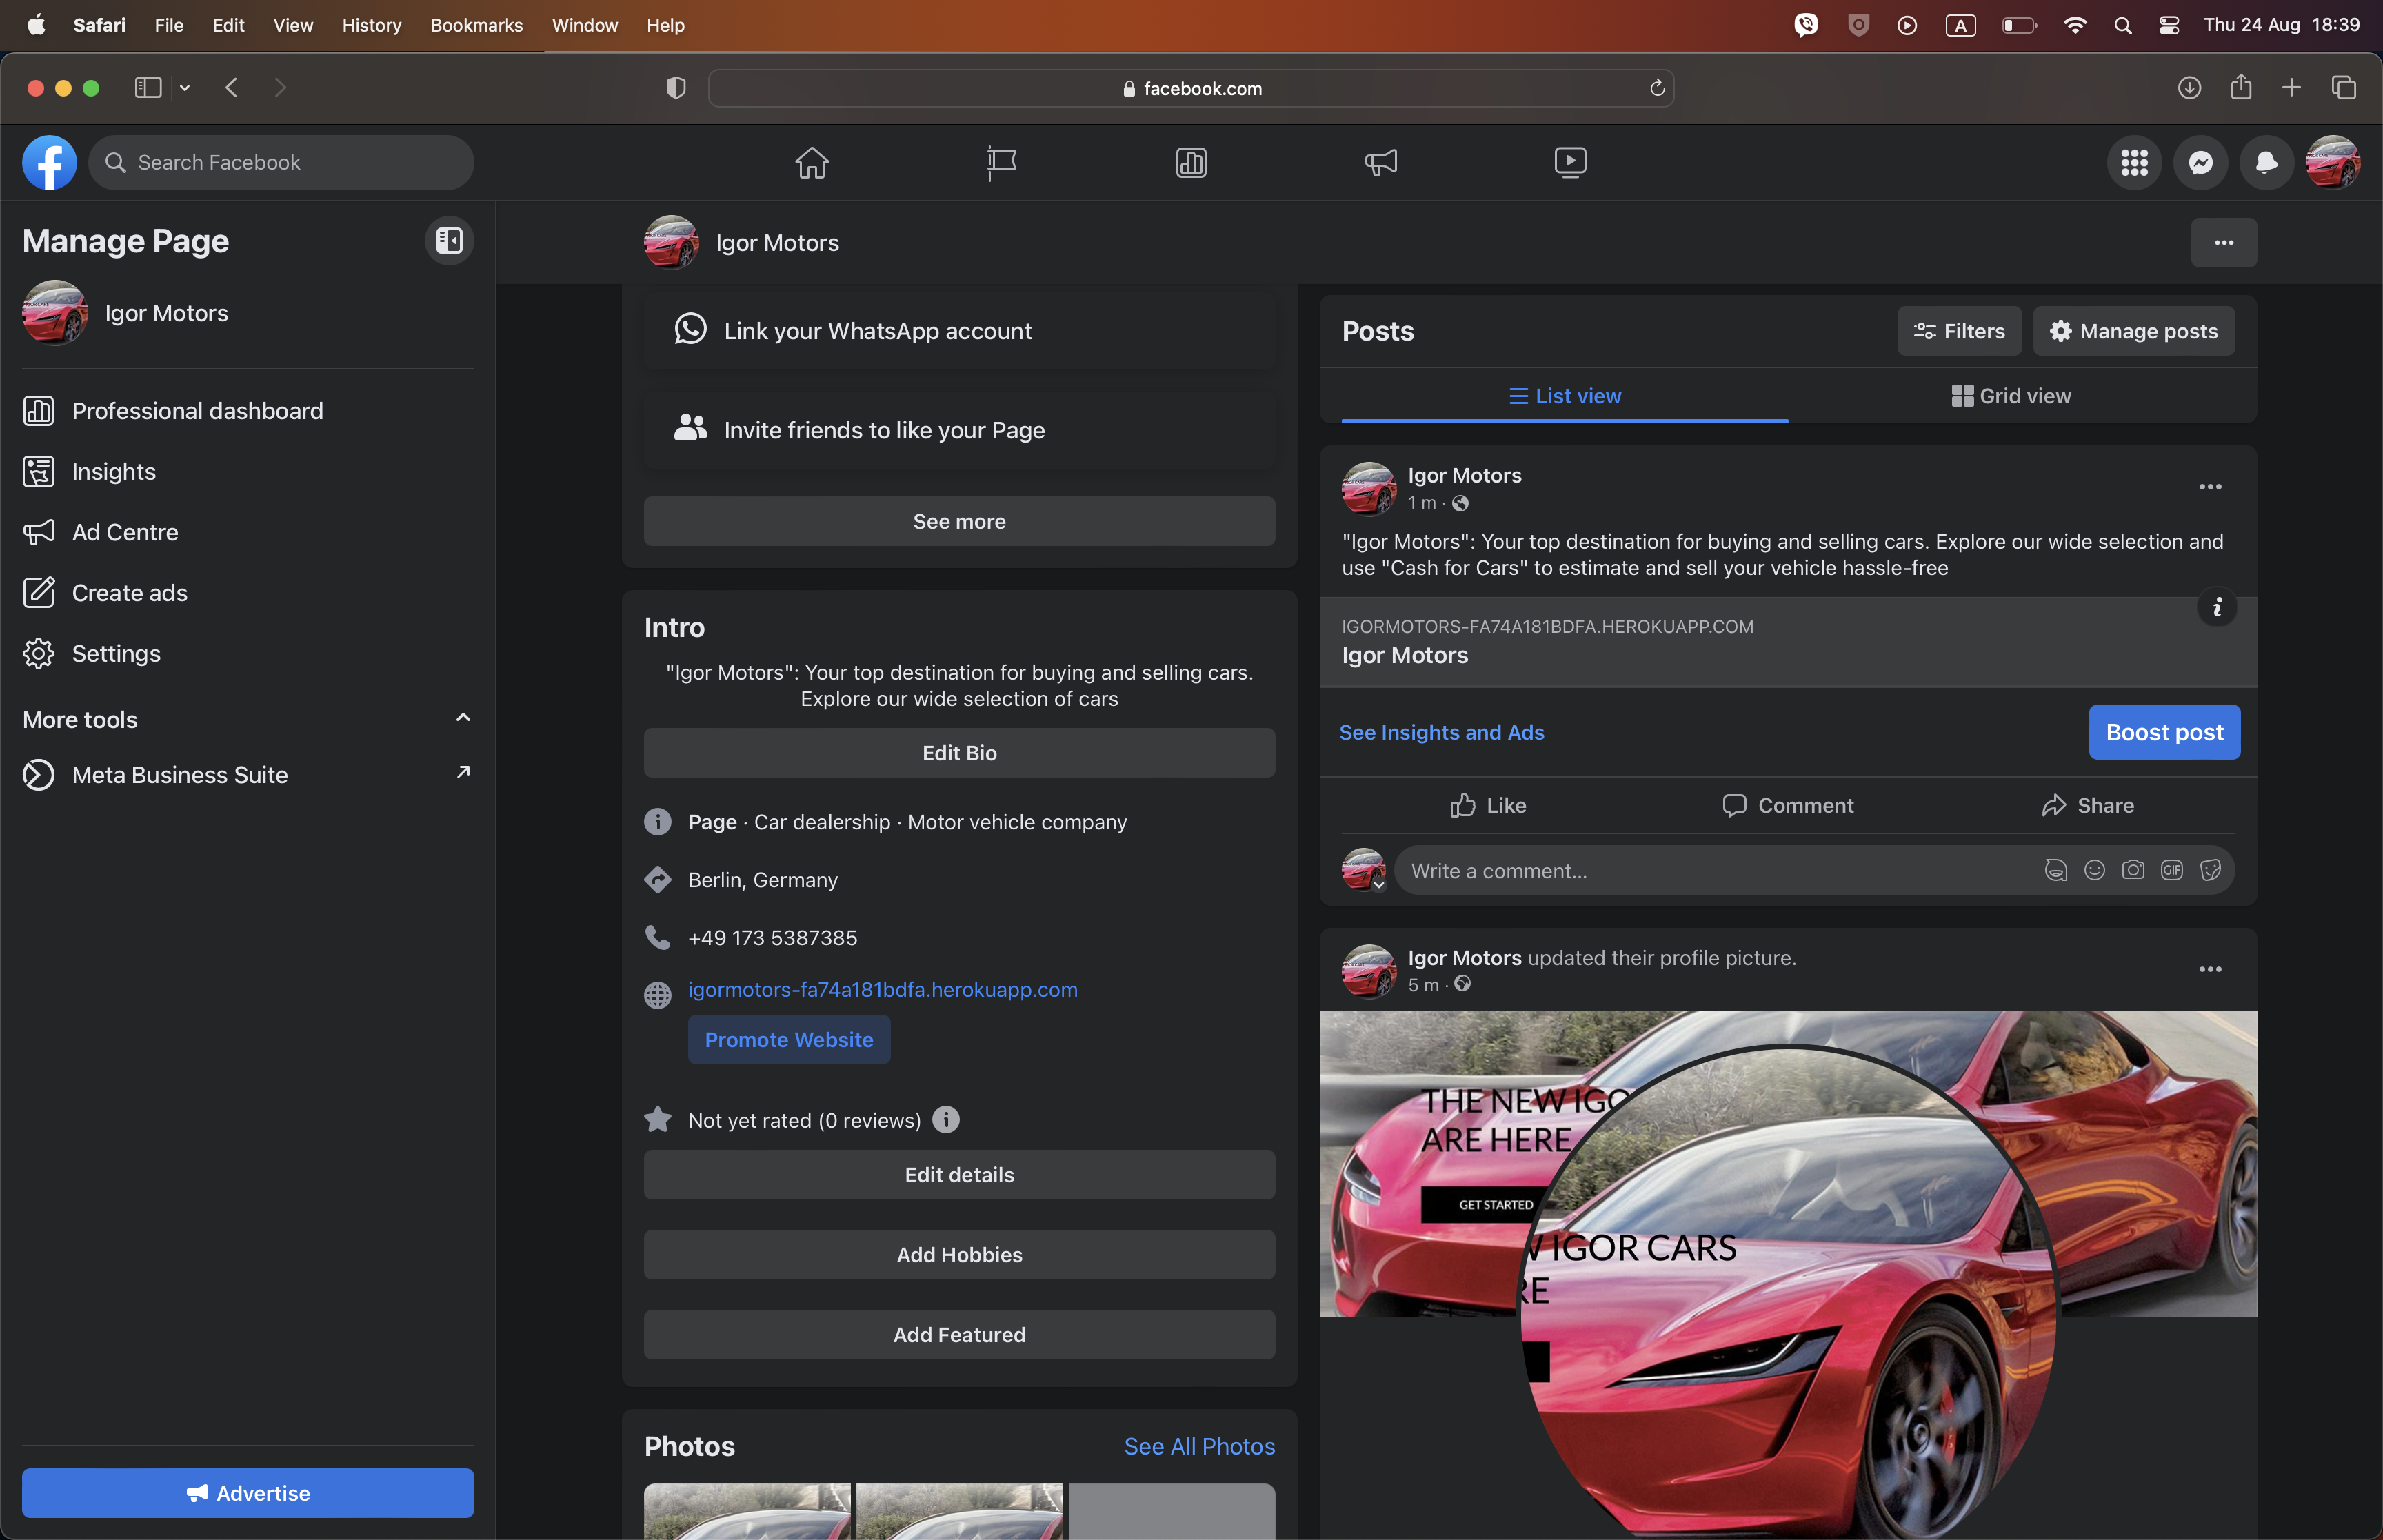 Safari File Edit View History Bookmarks Window Help
A
Thu 24 Aug 18:39
facebook.com
Search Facebook
Manage Page
Igor Motors
Professional dashboard
Insights
Ad Centre
Create ads
Settings
More tools
Meta Business Suite
Advertise
Igor Motors
Link your WhatsApp account
Invite friends to like your Page
See more
Intro
"Igor Motors": Your top destination for buying and selling cars.
Explore our wide selection of cars
Edit Bio
Page · Car dealership · Motor vehicle company
Berlin, Germany
+49 173 5387385
igormotors-fa74a181bdfa.herokuapp.com
Promote Website
Not yet rated (0 reviews)
Edit details
Add Hobbies
Add Featured
Photos
See All Photos
Posts
Filters
Manage posts
List view
Grid view
Igor Motors
1 m ·
"Igor Motors": Your top destination for buying and selling cars. Explore our wide selection and
use "Cash for Cars" to estimate and sell your vehicle hassle-free
IGORMOTORS-FA74A181BDFA.HEROKUAPP.COM
Igor Motors
See Insights and Ads
Boost post
Like
Comment
Share
Write a comment...
GIF
Igor Motors updated their profile picture.
5 m ·
THE NEW IGO
ARE HERE
GET STARTED
IGOR CARS
RE